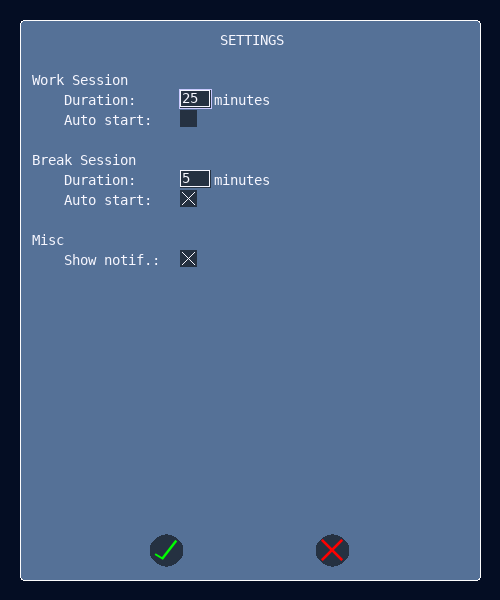 SETTINGS
Work Session
Duration: 25 minutes
Auto start:
Break Session
Duration: 5 minutes
Auto start:
Misc
Show notif.: